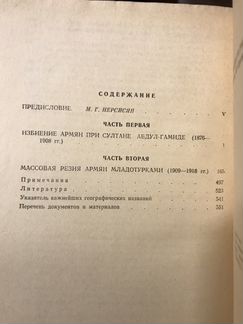 СОДЕРЖАНИЕ
ПРЕДИСЛОВИЕ. М. Г. НЕРСИСЯН . . . . . . V
ЧАСТЬ ПЕРВАЯ
ИЗБИЕНИЕ АРМЯН ПРИ СУЛТАНЕ АБДУЛ-ГАМИДЕ (1876—
1908 гг.) . . . . . . . . . 1
ЧАСТЬ ВТОРАЯ
МАССОВАЯ РЕЗНЯ АРМЯН МЛАДОТУРКАМИ (1909—1918 гг.) . 165
Примечания . . . . . . . . . 497
Литература . . . . . . . . . 523
Указатель важнейших географических названий . . . 541
Перечень документов и материалов . . . . . 551